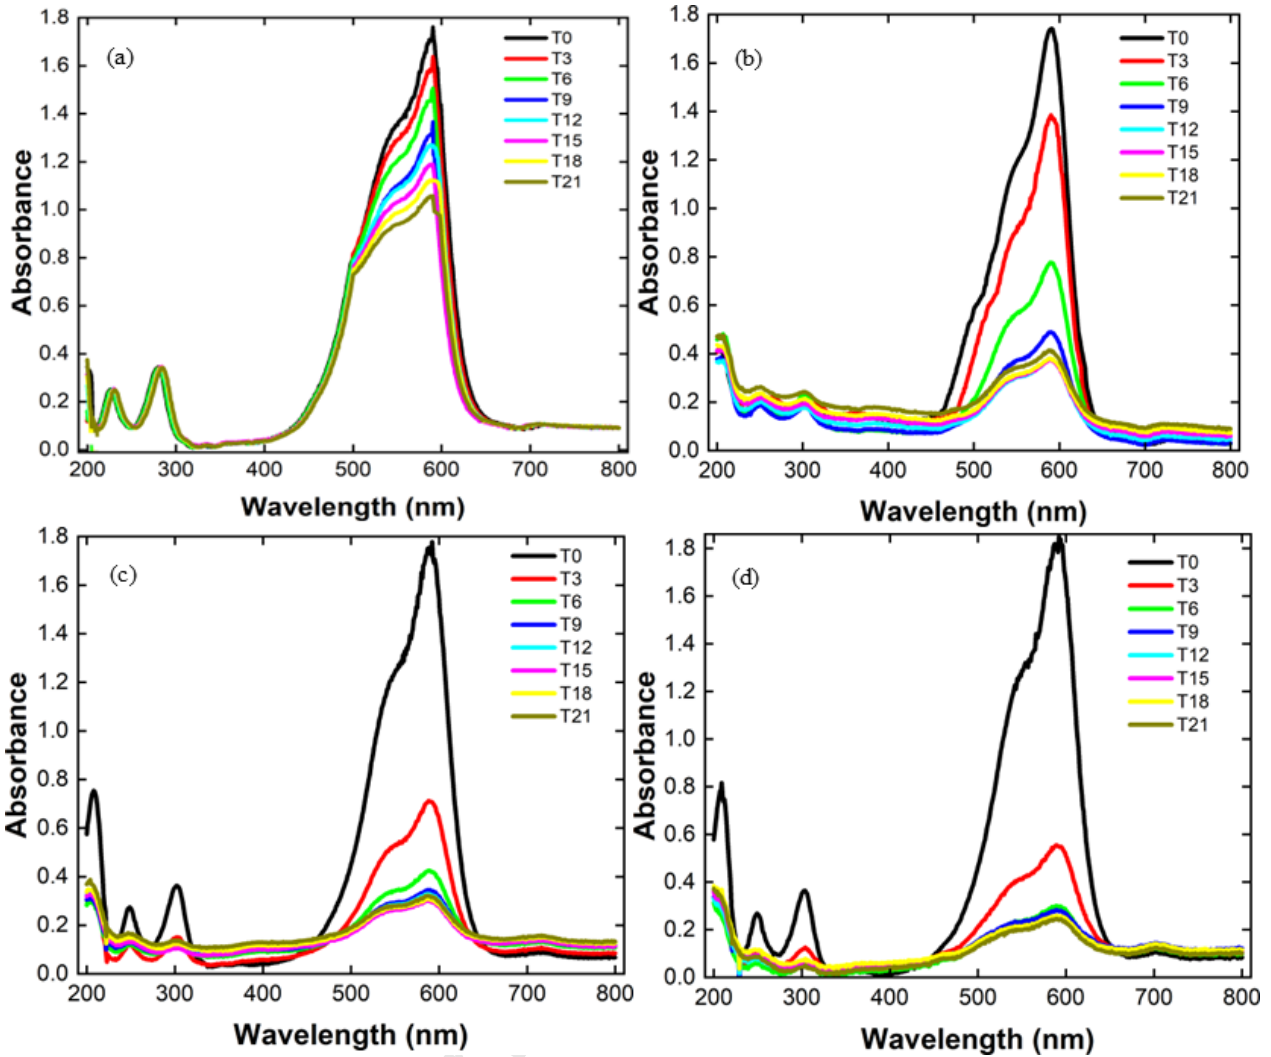 (a)
T0
T3
T6
T9
T12
T15
T18
T21
1.8
1.6
1.4
1.2
1.0
0.8
0.6
0.4
0.2
0.0
Absorbance
200 300 400 500 600 700 800
Wavelength (nm)
(b)
T0
T3
T6
T9
T12
T15
T18
T21
1.8
1.6
1.4
1.2
1.0
0.8
0.6
0.4
0.2
0.0
Absorbance
200 300 400 500 600 700 800
Wavelength (nm)
(c)
T0
T3
T6
T9
T12
T15
T18
T21
1.8
1.6
1.4
1.2
1.0
0.8
0.6
0.4
0.2
0.0
Absorbance
200 300 400 500 600 700 800
Wavelength (nm)
(d)
T0
T3
T6
T9
T12
T15
T18
T21
1.8
1.6
1.4
1.2
1.0
0.8
0.6
0.4
0.2
0.0
Absorbance
200 300 400 500 600 700 800
Wavelength (nm)